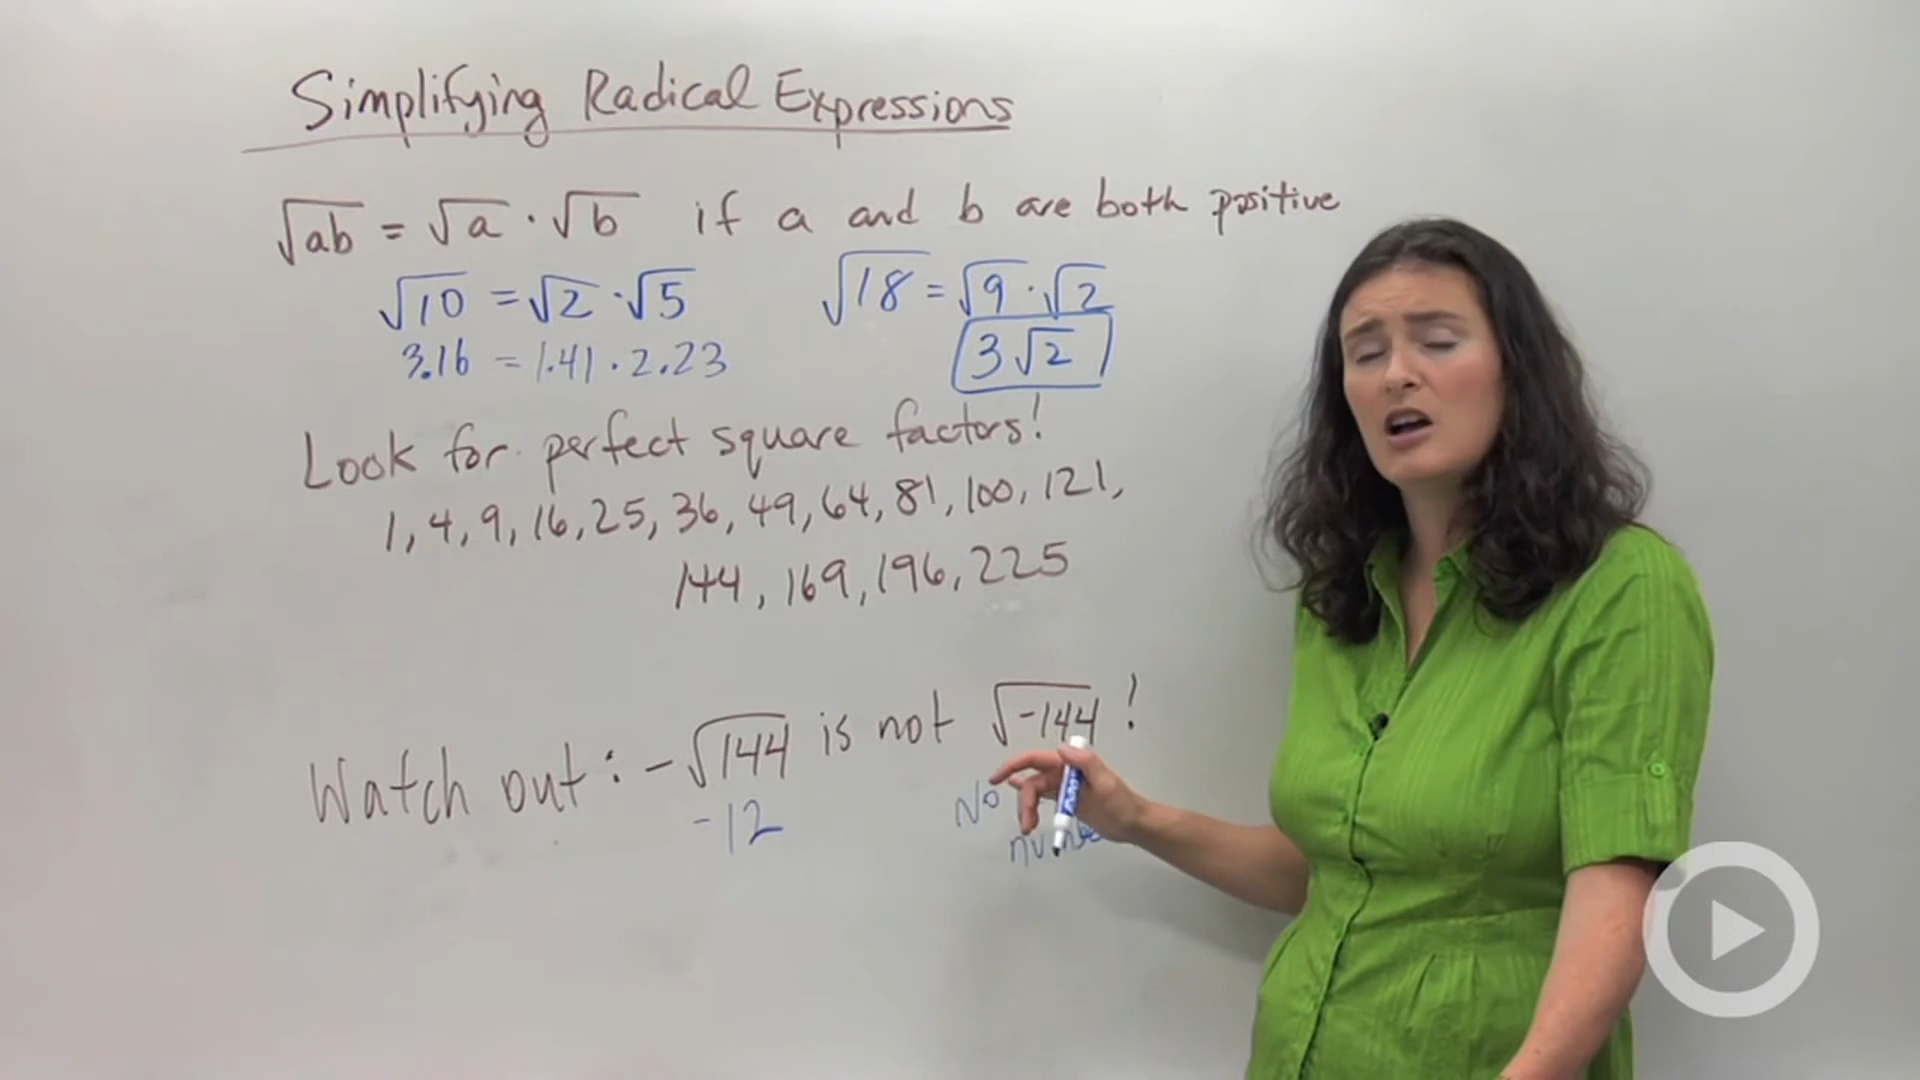 Simplifying Radical Expressions
√ab = √a · √b if a and b are both positive
√10 = √2 · √5 √18 = √9 · √2
3.16 = 1.41 · 2.23 3√2
Look for perfect square factors!
1, 4, 9, 16, 25, 36, 49, 64, 81, 100, 121,
144, 169, 196, 225
Watch out: -√144 is not √-144!
-12 No